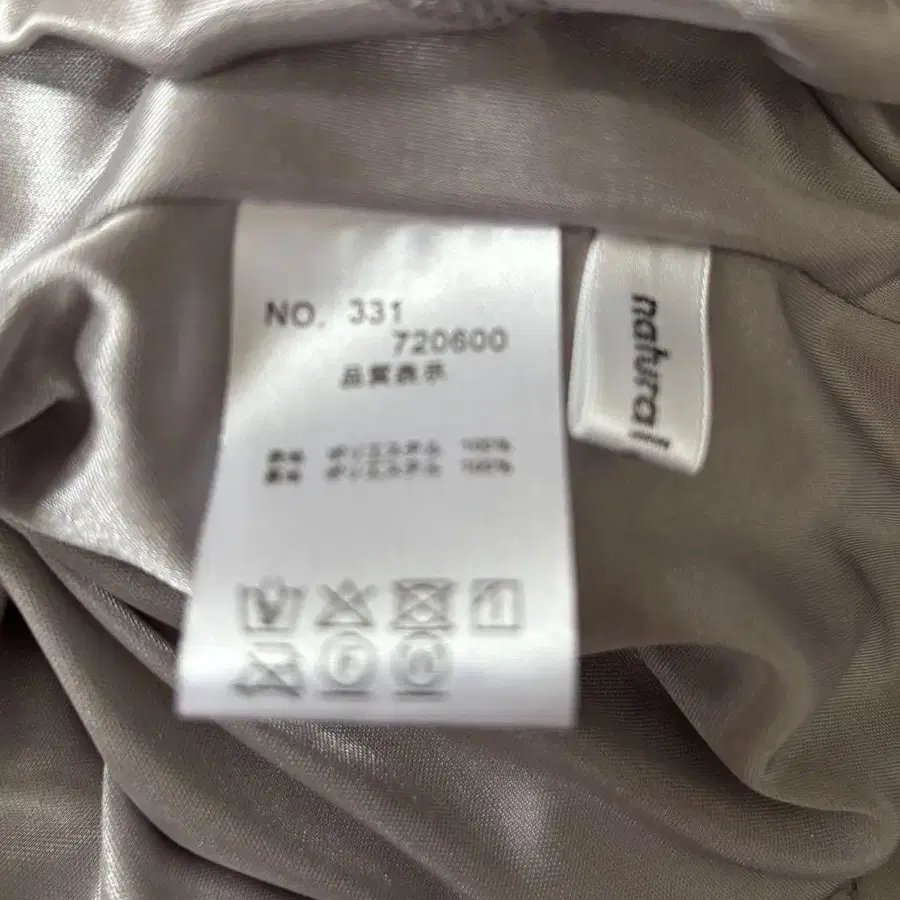 NO. 331
720600
品質表示
ポリエステル 100%
ポリエステル 100%
natural